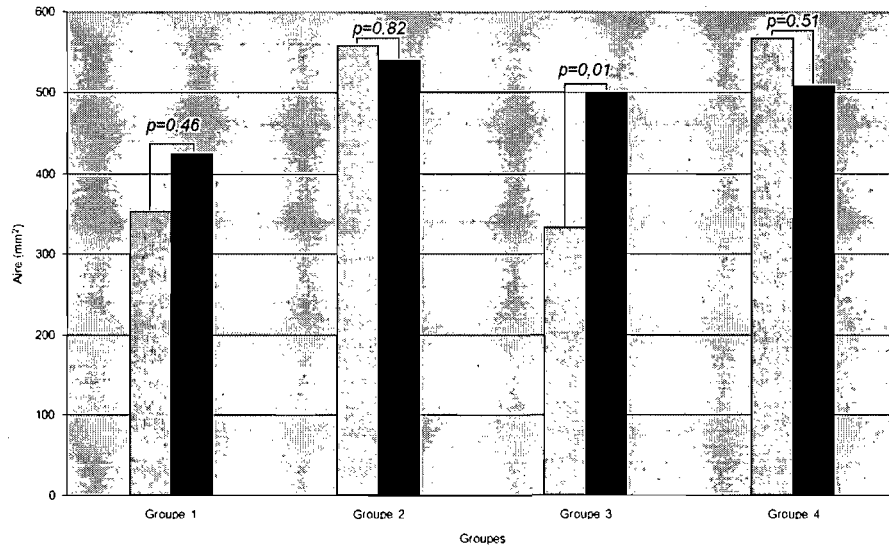 600
500
400
300
200
100
0
Aire (mm²)
p=0.46
p=0.82
p=0,01
p=0.51
Groupe 1
Groupe 2
Groupe 3
Groupe 4
Groupes